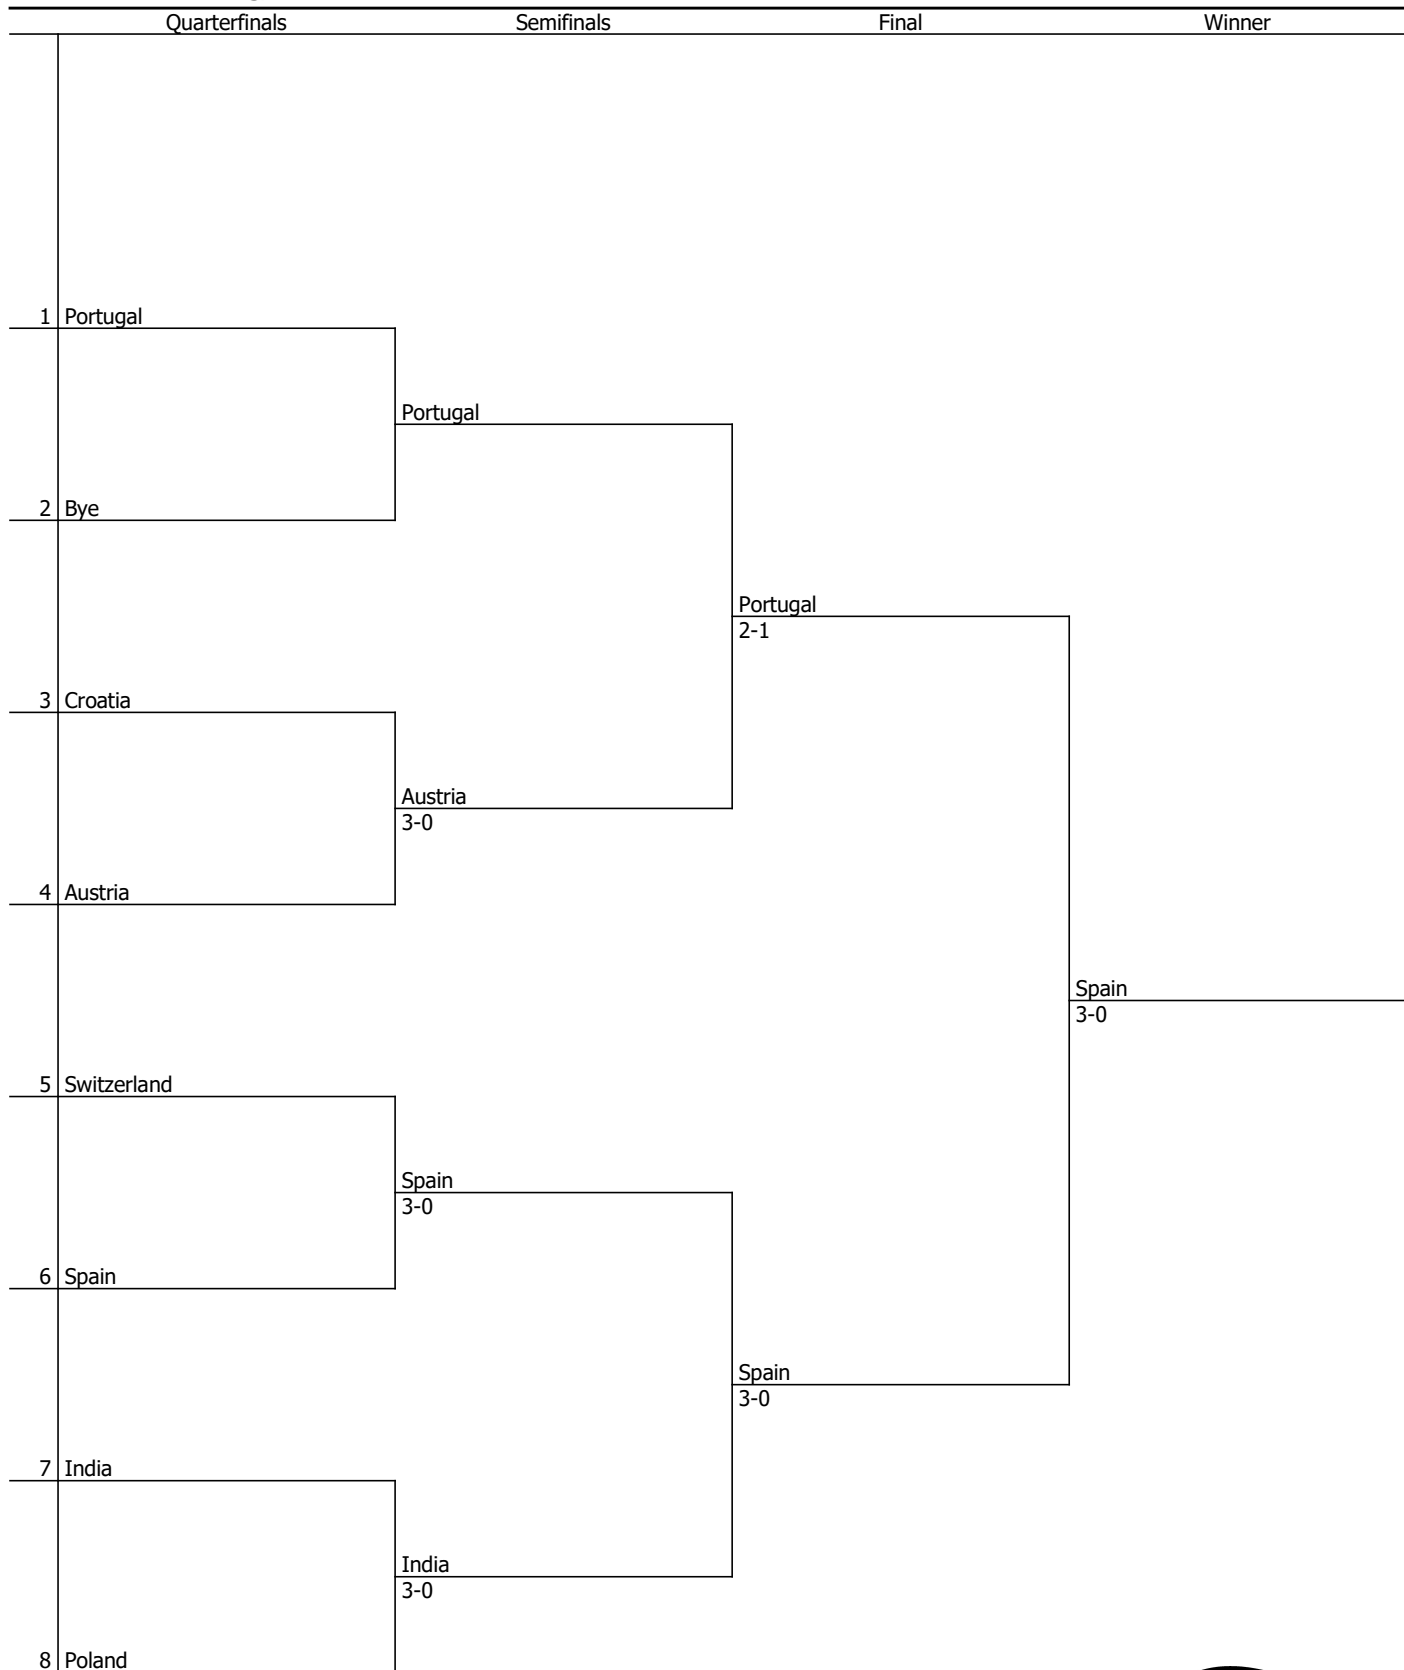 Quarterfinals Semifinals Final Winner
1 Portugal
Portugal
2 Bye
Portugal
2-1
3 Croatia
Austria
3-0
4 Austria
Spain
3-0
5 Switzerland
Spain
3-0
6 Spain
Spain
3-0
7 India
India
3-0
8 Poland